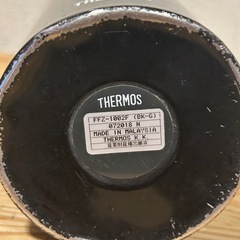 THERMOS
FFZ-1002F (BK-G)
072018 N
MADE IN MALAYSIA
THERMOS K.K.